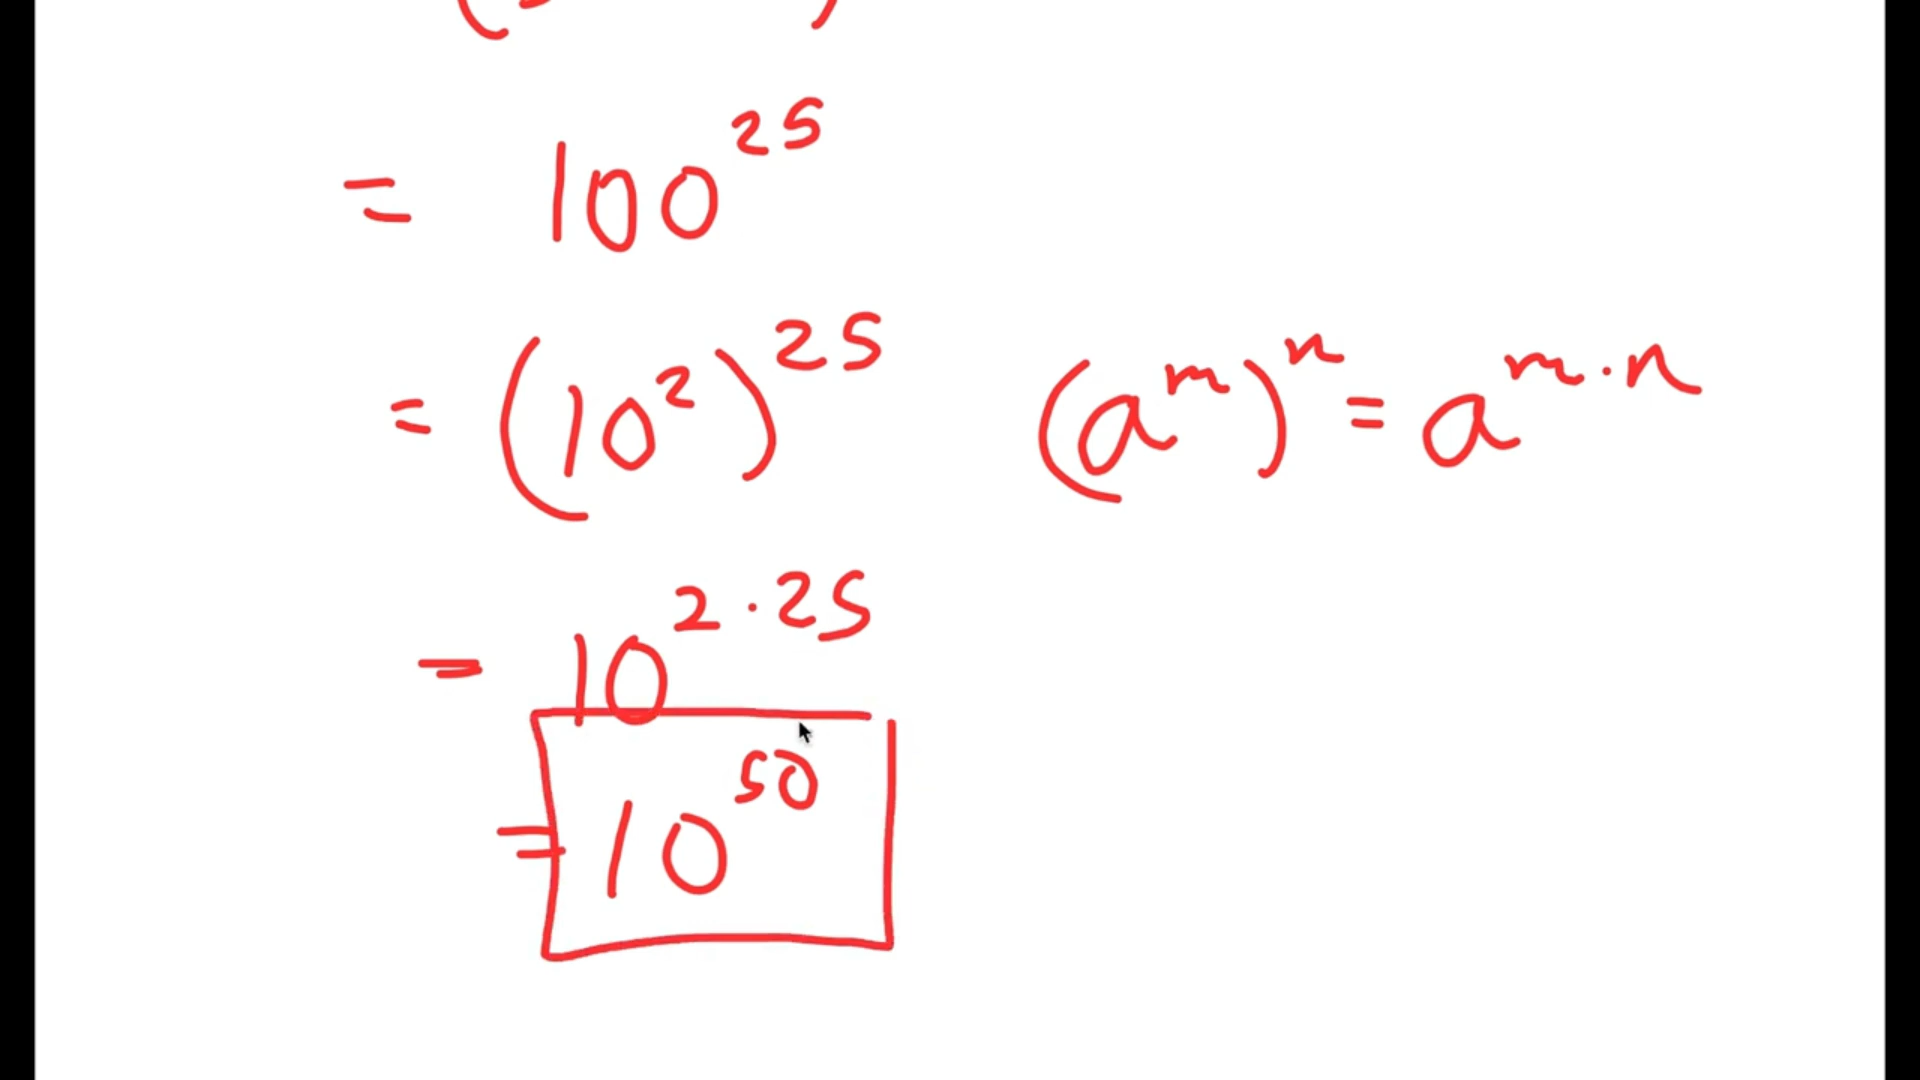 = 100^25
= (10^2)^25 (a^m)^n = a^m·n
= 10^2·25
= 10^50